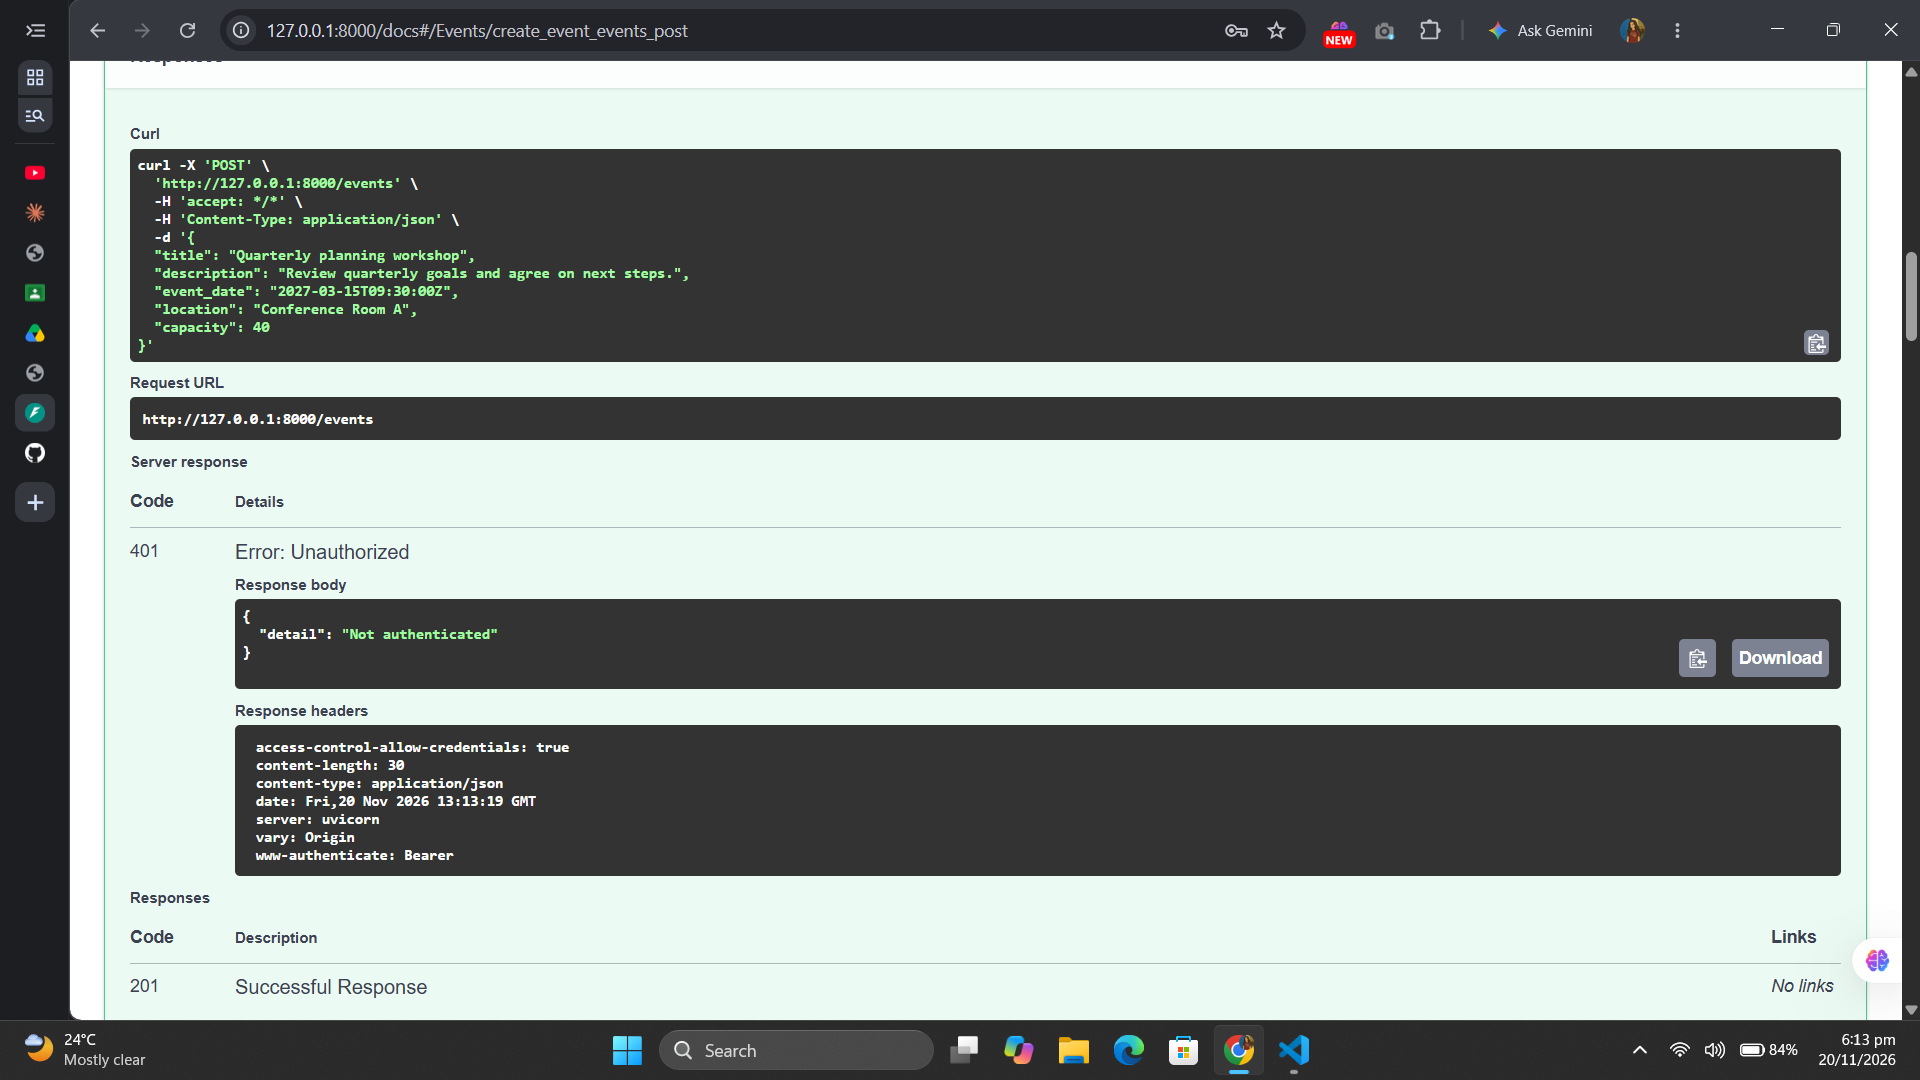 127.0.0.1:8000/docs#/Events/create_event_events_post
NEW
Ask Gemini
Responses
Curl
curl -X 'POST' \
'http://127.0.0.1:8000/events' \
-H 'accept: */*' \
-H 'Content-Type: application/json' \
-d '{
"title": "Quarterly planning workshop",
"description": "Review quarterly goals and agree on next steps.",
"event_date": "2027-03-15T09:30:00Z",
"location": "Conference Room A",
"capacity": 40
}'
Request URL
http://127.0.0.1:8000/events
Server response
Code Details
401 Error: Unauthorized
Response body
{
"detail": "Not authenticated"
}
Download
Response headers
access-control-allow-credentials: true
content-length: 30
content-type: application/json
date: Fri,20 Nov 2026 13:13:19 GMT
server: uvicorn
vary: Origin
www-authenticate: Bearer
Responses
Code Description Links
201 Successful Response No links
24°C
Mostly clear
Search
84%
6:13 pm
20/11/2026